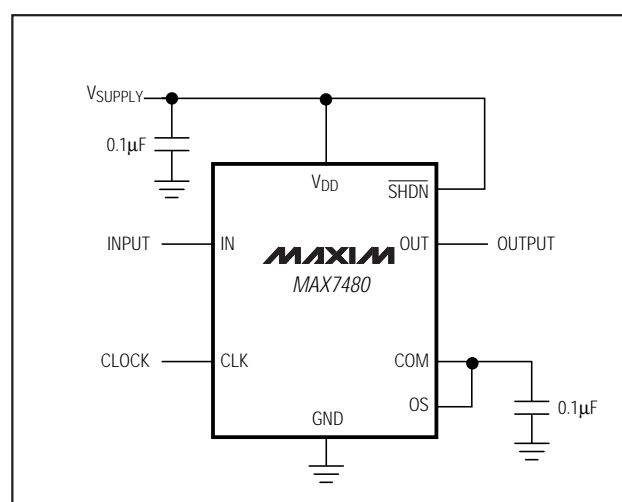 VSUPPLY
0.1μF
VDD
SHDN
INPUT
IN
MAXIM
OUT
OUTPUT
MAX7480
CLOCK
CLK
COM
OS
0.1μF
GND